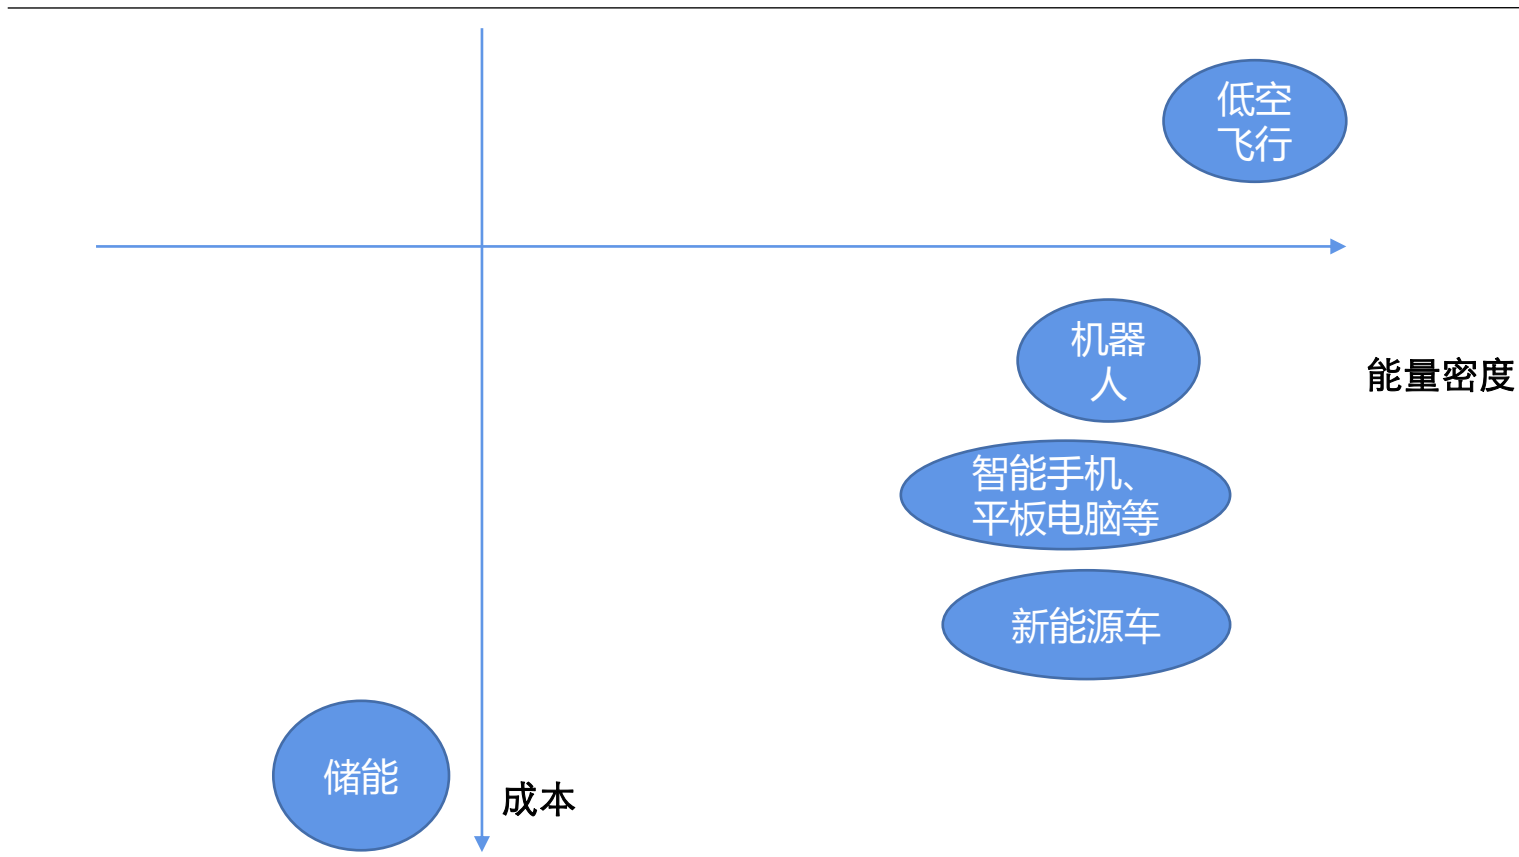 低空
飞行
机器
人
能量密度
智能手机、
平板电脑等
新能源车
储能
成本